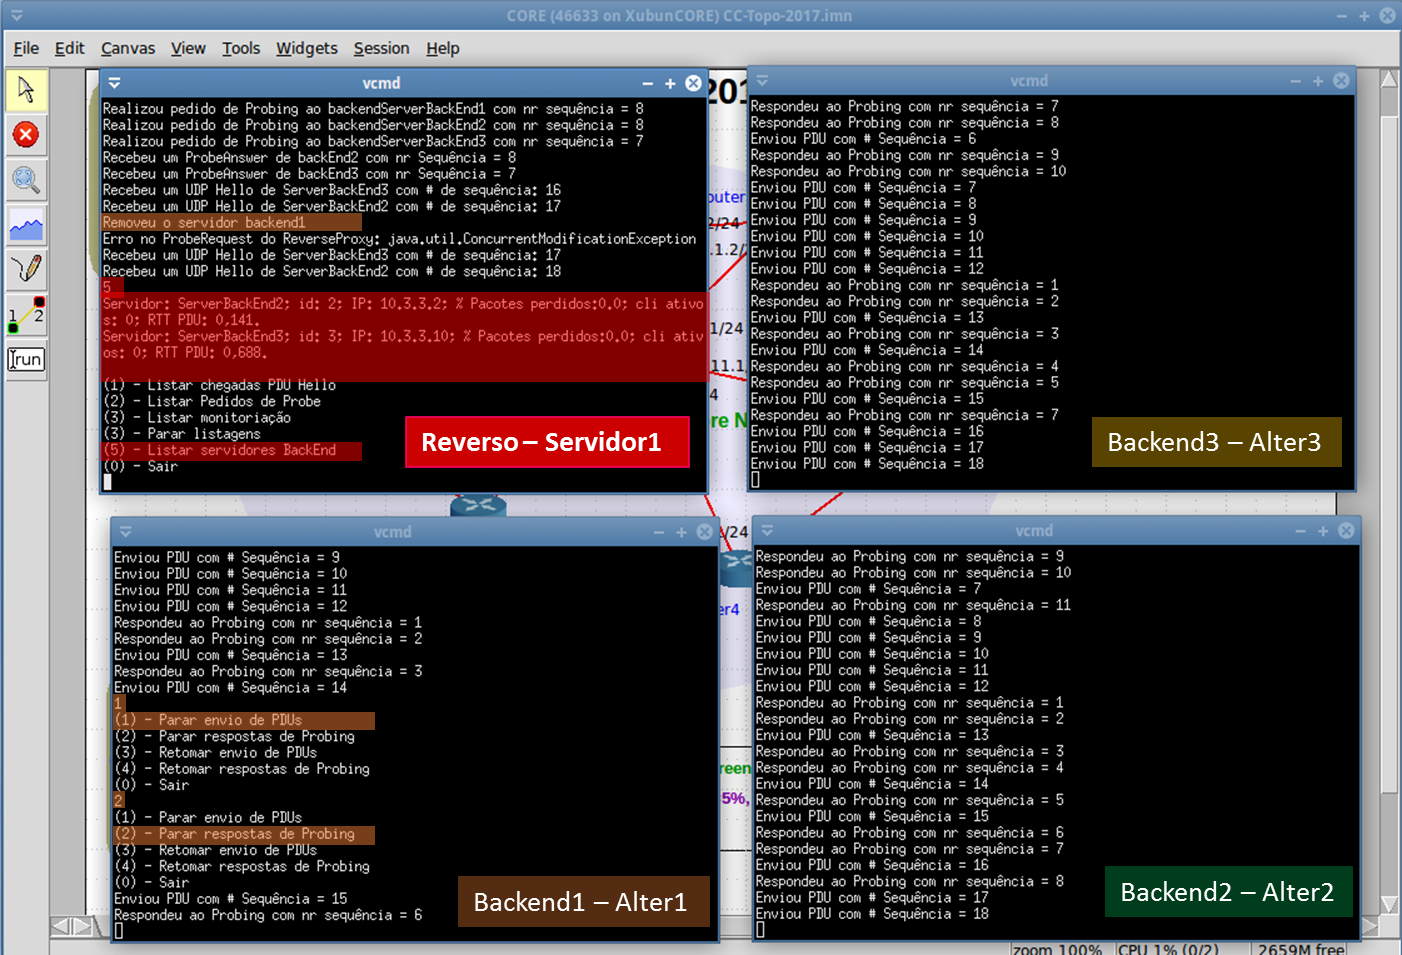 CORE (46633 on XubunCORE) CC-Topo-2017.imn
File Edit Canvas View Tools Widgets Session Help
vcmd
Realizou pedido de Probing ao backendServerBackEnd1 com nr sequência = 8
Realizou pedido de Probing ao backendServerBackEnd2 com nr sequência = 8
Realizou pedido de Probing ao backendServerBackEnd3 com nr sequência = 7
Recebeu um ProbeAnswer de backEnd2 com nr Sequência = 8
Recebeu um ProbeAnswer de backEnd3 com nr Sequência = 7
Recebeu um UDP Hello de ServerBackEnd3 com # de sequência: 16
Recebeu um UDP Hello de ServerBackEnd2 com # de sequência: 17
Removeu o servidor backend1
Erro no ProbeRequest do ReverseProxy: java.util.ConcurrentModificationException
Recebeu um UDP Hello de ServerBackEnd3 com # de sequência: 17
Recebeu um UDP Hello de ServerBackEnd2 com # de sequência: 18
5
Servidor: ServerBackEnd2; id: 2; IP: 10.3.3.2; % Pacotes perdidos:0.0; cli ativo
s: 0; RTT PDU: 0,141.
Servidor: ServerBackEnd3; id: 3; IP: 10.3.3.10; % Pacotes perdidos:0.0; cli ativ
os: 0; RTT PDU: 0,688.
(1) - Listar chegadas PDU Hello
(2) - Listar Pedidos de Probe
(3) - Listar monitoriação
(3) - Parar listagens
(5) - Listar servidores BackEnd
(0) - Sair
Reverso – Servidor1
vcmd
Respondeu ao Probing com nr sequência = 7
Respondeu ao Probing com nr sequência = 8
Enviou PDU com # Sequência = 6
Respondeu ao Probing com nr sequência = 9
Respondeu ao Probing com nr sequência = 10
Enviou PDU com # Sequência = 7
Enviou PDU com # Sequência = 8
Enviou PDU com # Sequência = 9
Enviou PDU com # Sequência = 10
Enviou PDU com # Sequência = 11
Enviou PDU com # Sequência = 12
Respondeu ao Probing com nr sequência = 1
Respondeu ao Probing com nr sequência = 2
Enviou PDU com # Sequência = 13
Respondeu ao Probing com nr sequência = 3
Enviou PDU com # Sequência = 14
Respondeu ao Probing com nr sequência = 4
Respondeu ao Probing com nr sequência = 5
Enviou PDU com # Sequência = 15
Respondeu ao Probing com nr sequência = 7
Enviou PDU com # Sequência = 16
Enviou PDU com # Sequência = 17
Enviou PDU com # Sequência = 18
Backend3 – Alter3
vcmd
Enviou PDU com # Sequência = 9
Enviou PDU com # Sequência = 10
Enviou PDU com # Sequência = 11
Enviou PDU com # Sequência = 12
Respondeu ao Probing com nr sequência = 1
Respondeu ao Probing com nr sequência = 2
Enviou PDU com # Sequência = 13
Respondeu ao Probing com nr sequência = 3
Enviou PDU com # Sequência = 14
1
(1) - Parar envio de PDUs
(2) - Parar respostas de Probing
(3) - Retomar envio de PDUs
(4) - Retomar respostas de Probing
(0) - Sair
2
(1) - Parar envio de PDUs
(2) - Parar respostas de Probing
(3) - Retomar envio de PDUs
(4) - Retomar respostas de Probing
(0) - Sair
Enviou PDU com # Sequência = 15
Respondeu ao Probing com nr sequência = 6
Backend1 – Alter1
vcmd
Respondeu ao Probing com nr sequência = 9
Respondeu ao Probing com nr sequência = 10
Enviou PDU com # Sequência = 7
Respondeu ao Probing com nr sequência = 11
Enviou PDU com # Sequência = 8
Enviou PDU com # Sequência = 9
Enviou PDU com # Sequência = 10
Enviou PDU com # Sequência = 11
Enviou PDU com # Sequência = 12
Respondeu ao Probing com nr sequência = 1
Respondeu ao Probing com nr sequência = 2
Enviou PDU com # Sequência = 13
Respondeu ao Probing com nr sequência = 3
Respondeu ao Probing com nr sequência = 4
Enviou PDU com # Sequência = 14
Respondeu ao Probing com nr sequência = 5
Enviou PDU com # Sequência = 15
Respondeu ao Probing com nr sequência = 6
Respondeu ao Probing com nr sequência = 7
Enviou PDU com # Sequência = 16
Respondeu ao Probing com nr sequência = 8
Enviou PDU com # Sequência = 17
Enviou PDU com # Sequência = 18
Backend2 – Alter2
1 2
run
201
outer
2/24
.1.2/
1/24
11.1,
4
re N
/24
er4
reen
5%,
zoom 100% CPU 1% (0/2) 2659M free